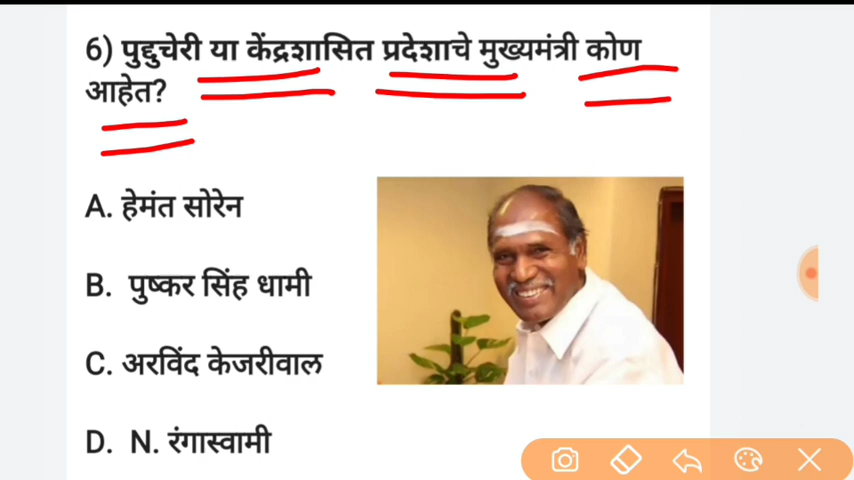 6) पुद्दुचेरी या केंद्रशासित प्रदेशाचे मुख्यमंत्री कोण
आहेत?
A. हेमंत सोरेन
B. पुष्कर सिंह धामी
C. अरविंद केजरीवाल
D. N. रंगास्वामी